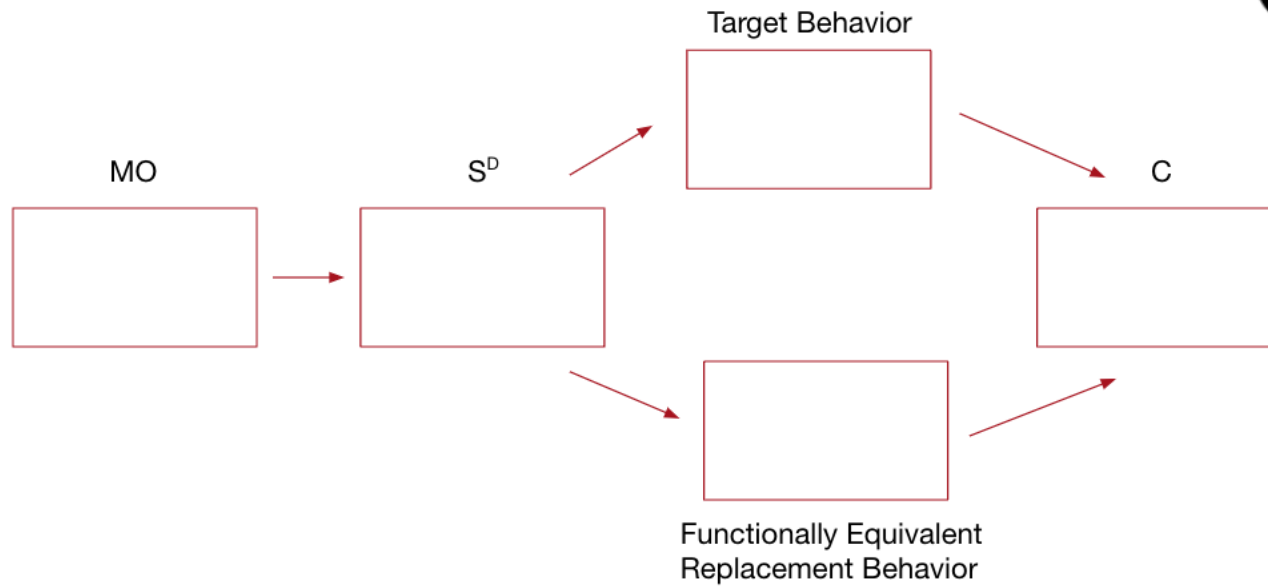 Target Behavior
MO
S^D
C
Functionally Equivalent
Replacement Behavior